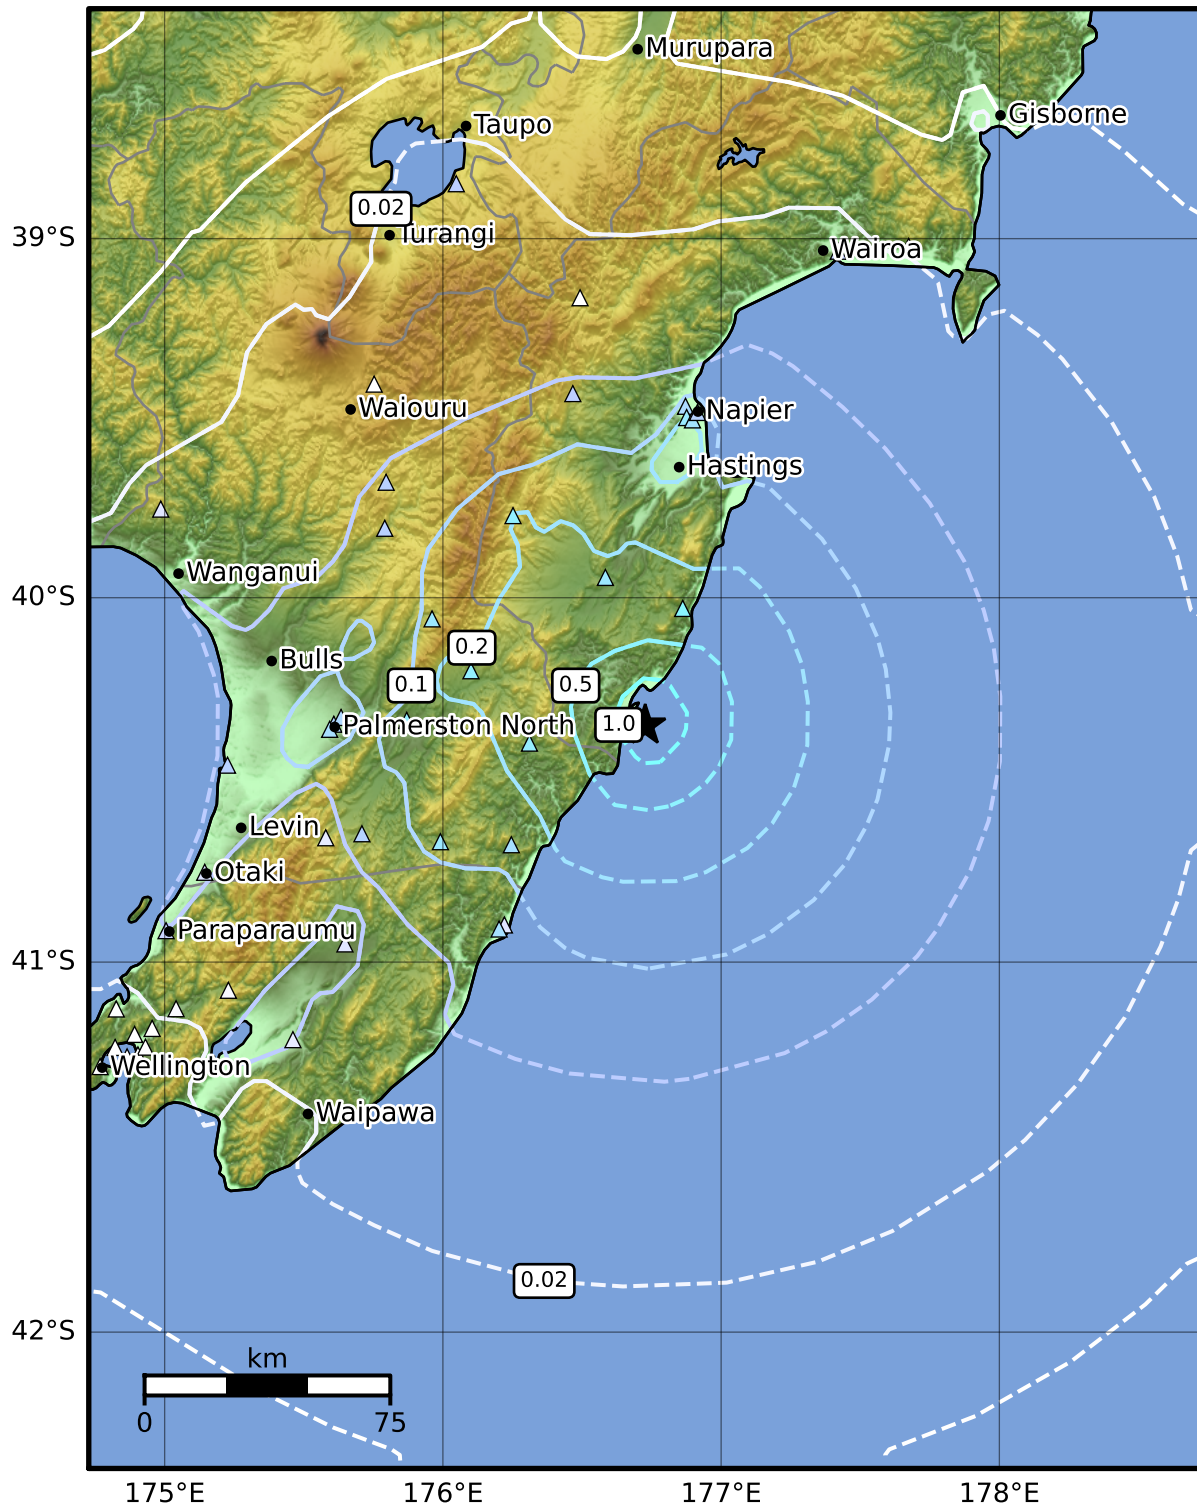 Murupara
Gisborne
Taupo
0.02
Turangi
39°S
Wairoa
Waiouru
Napier
Hastings
Wanganui
40°S
0.2
Bulls
0.1
0.5
Palmerston North
1.0
Levin
Otaki
Paraparaumu
41°S
Wellington
Waipawa
0.02
42°S
km
0
75
175°E
176°E
177°E
178°E